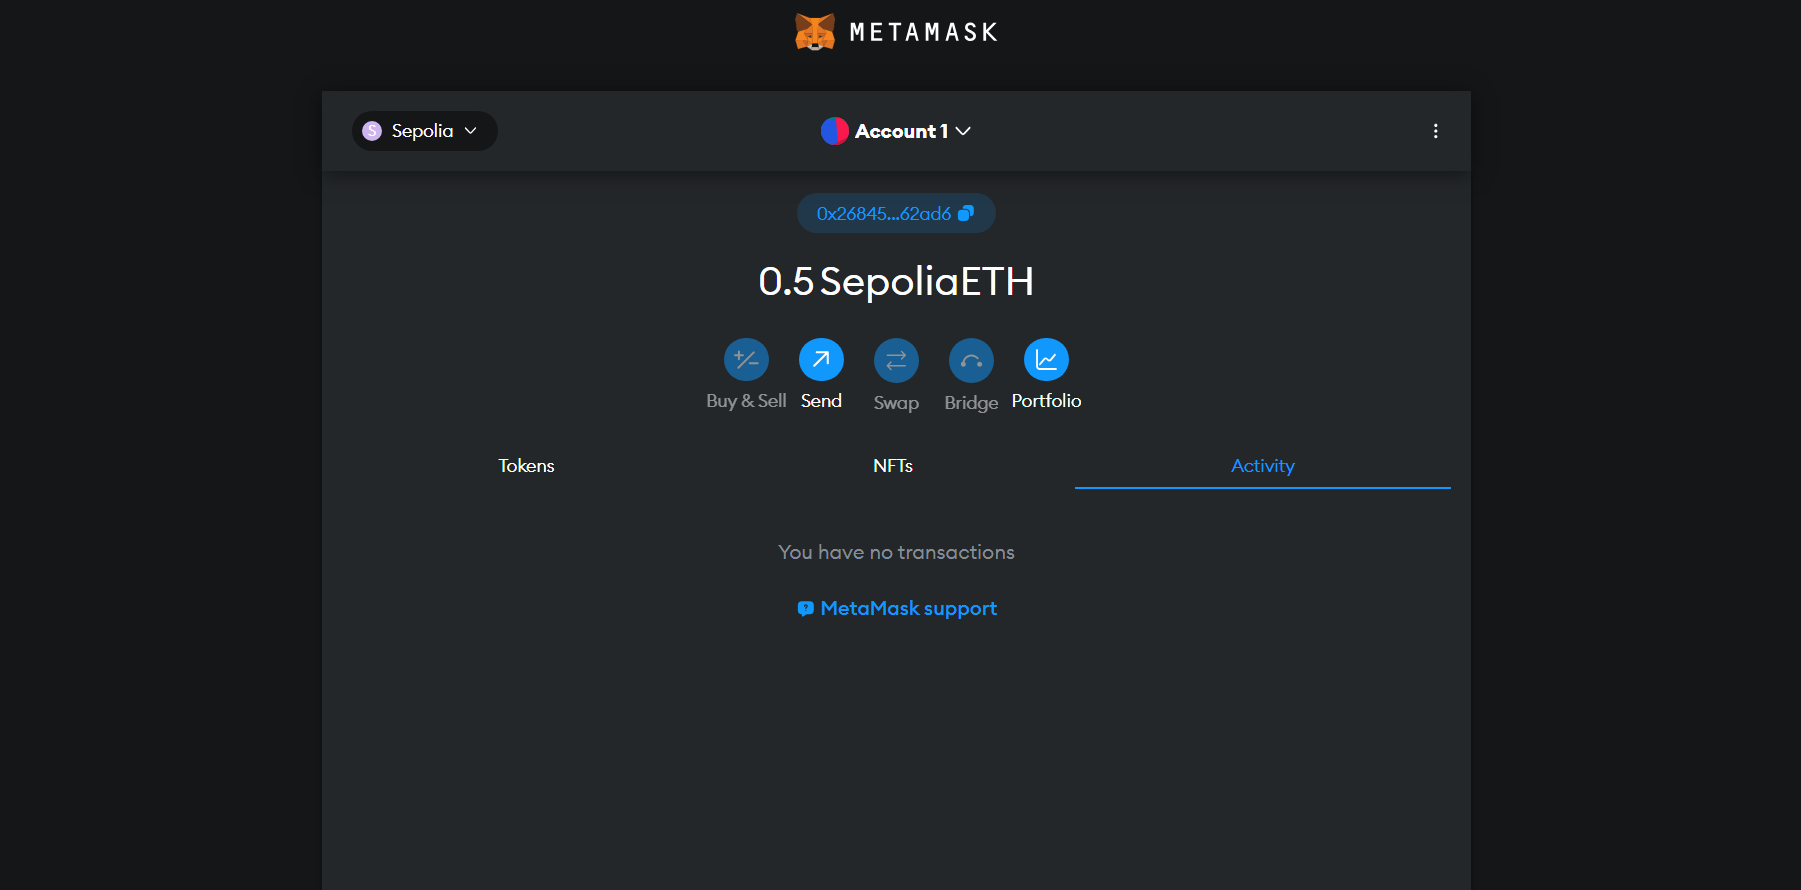 METAMASK
S Sepolia
Account 1
0x26845...62ad6
0.5 SepoliaETH
Buy & Sell Send Swap Bridge Portfolio
Tokens NFTs Activity
You have no transactions
MetaMask support